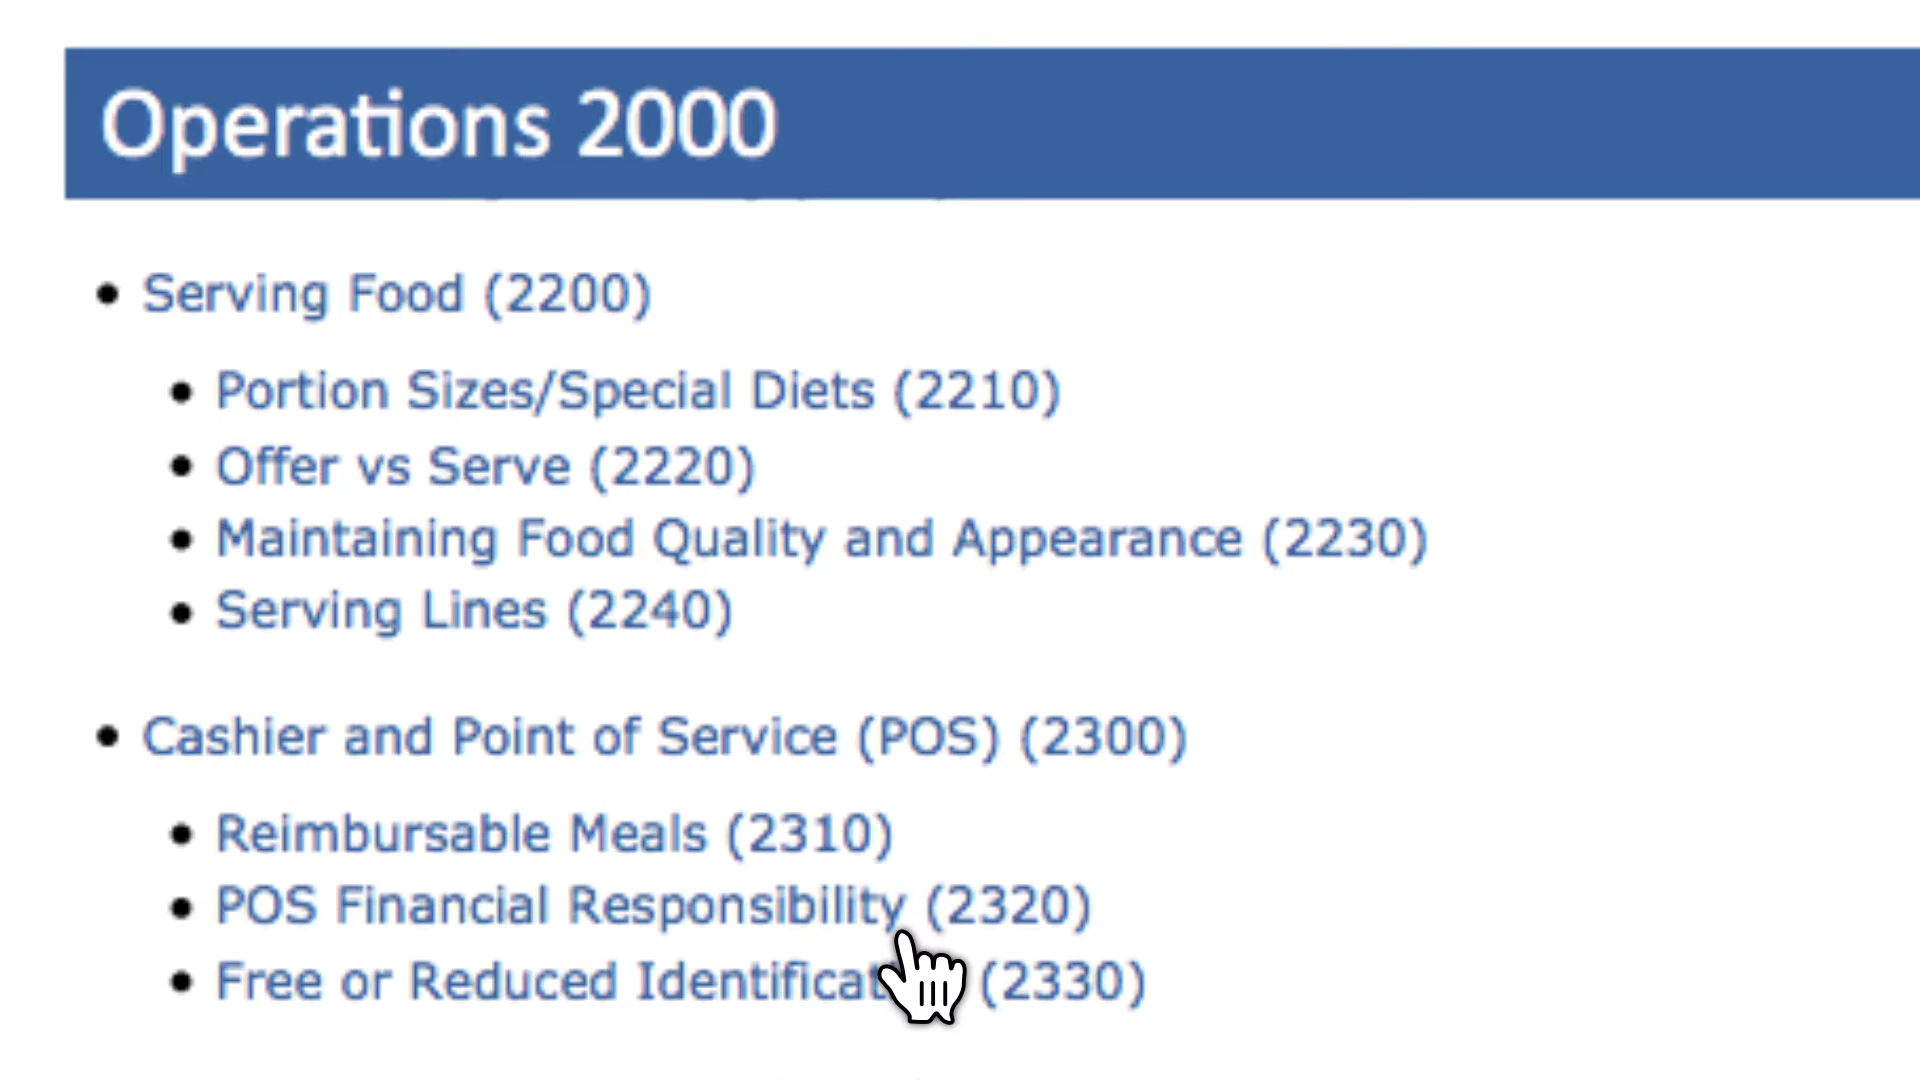 Operations 2000
• Serving Food (2200)
• Portion Sizes/Special Diets (2210)
• Offer vs Serve (2220)
• Maintaining Food Quality and Appearance (2230)
• Serving Lines (2240)
• Cashier and Point of Service (POS) (2300)
• Reimbursable Meals (2310)
• POS Financial Responsibility (2320)
• Free or Reduced (2330)